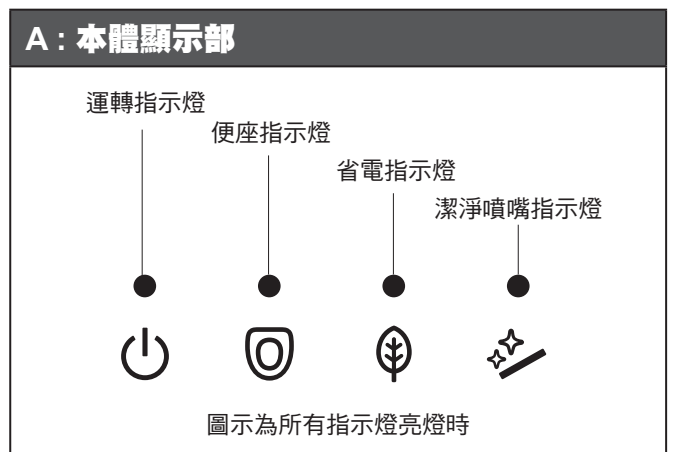 A : 本體顯示部
運轉指示燈
便座指示燈
省電指示燈
潔淨噴嘴指示燈
圖示為所有指示燈亮燈時